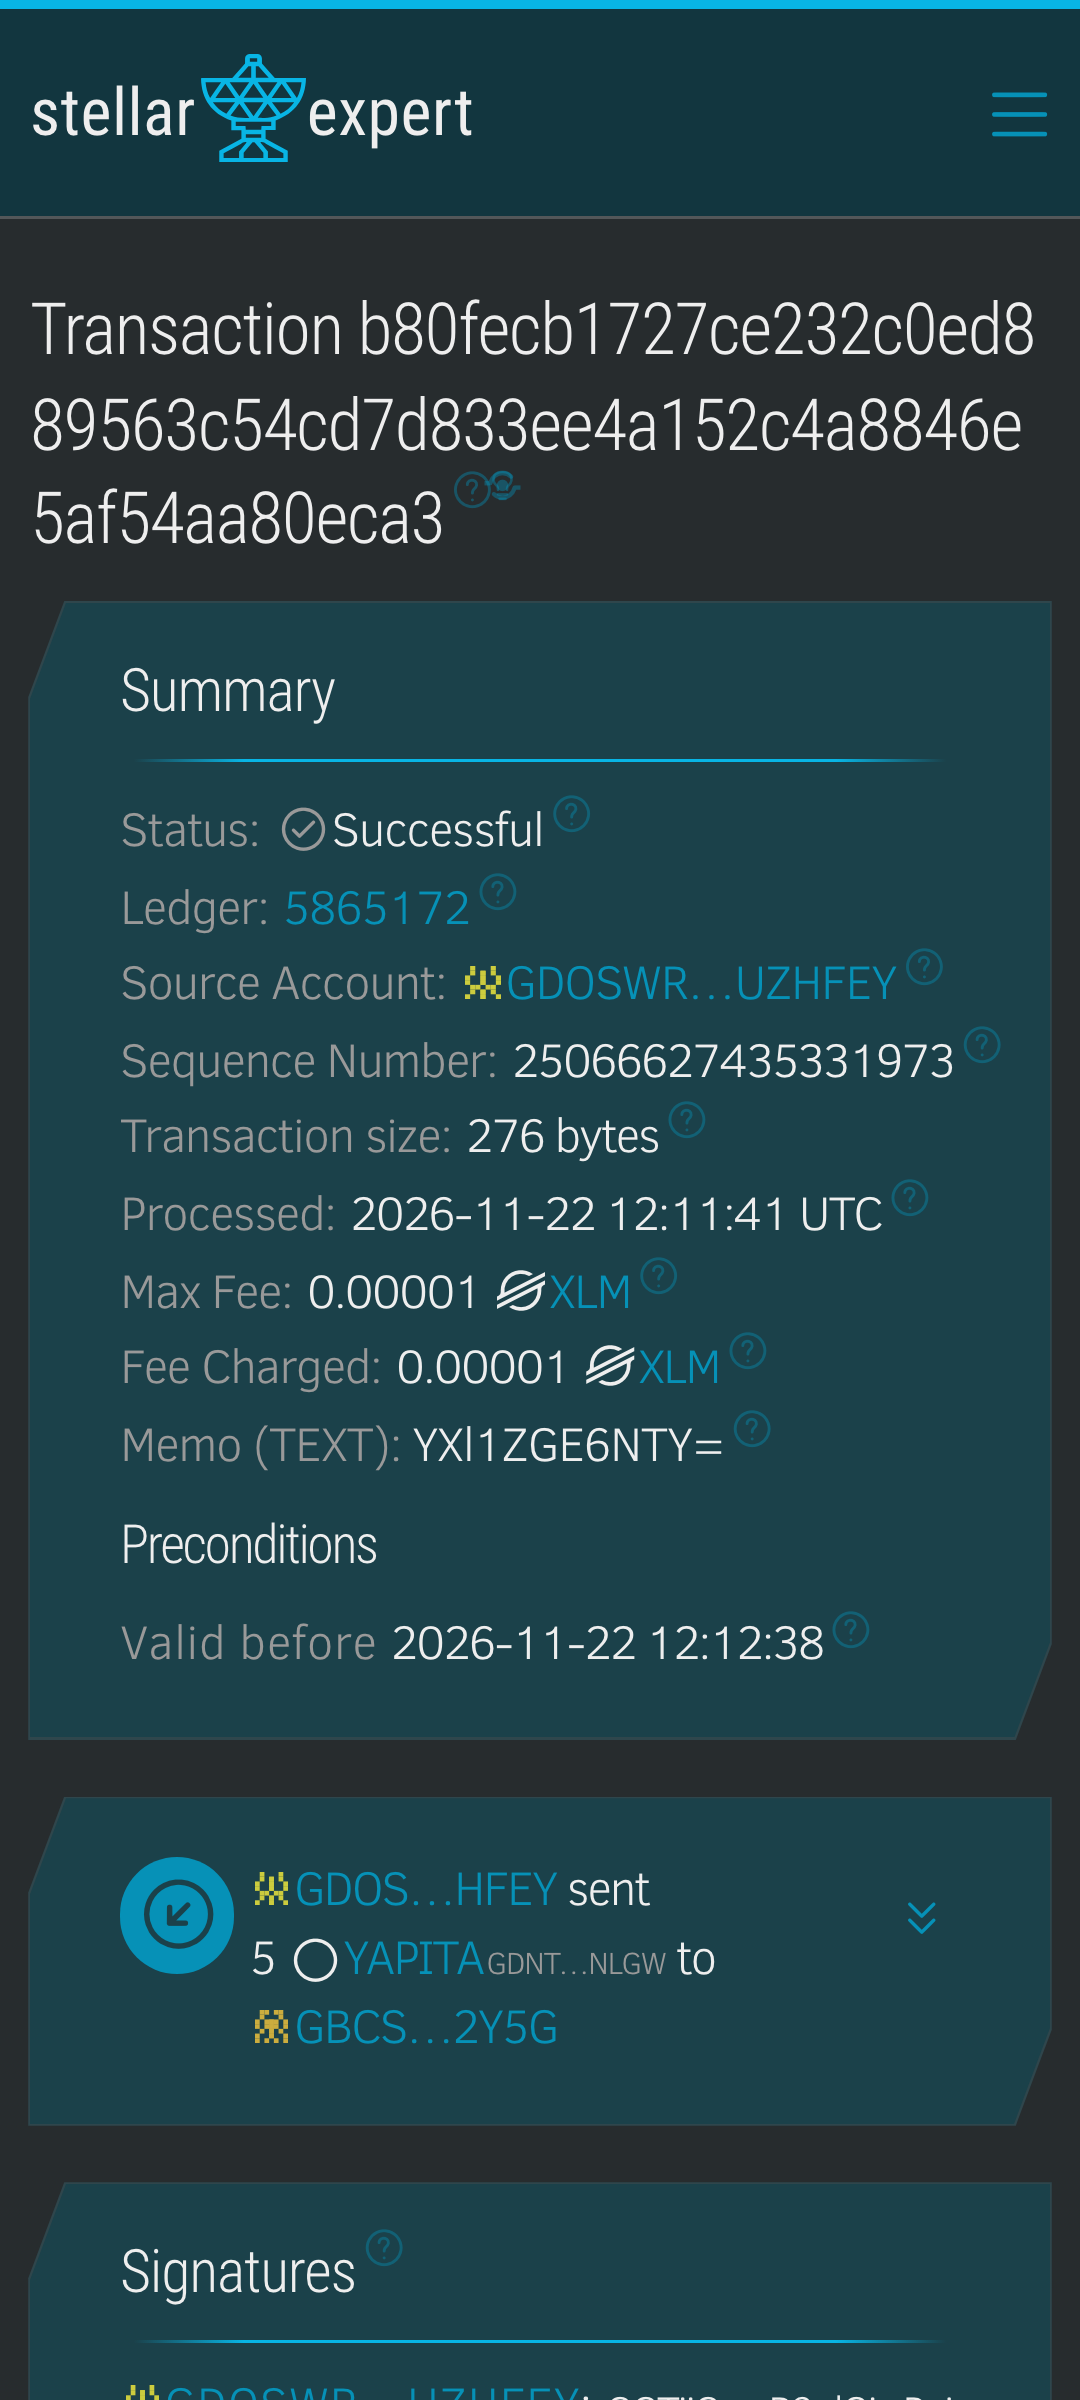 stellar expert
Transaction b80fecb1727ce232c0ed8
89563c54cd7d833ee4a152c4a8846e
5af54aa80eca3
Summary
Status: Successful
Ledger: 5865172
Source Account: GDOSWR...UZHFEY
Sequence Number: 25066627435331973
Transaction size: 276 bytes
Processed: 2026-11-22 12:11:41 UTC
Max Fee: 0.00001 XLM
Fee Charged: 0.00001 XLM
Memo (TEXT): YXl1ZGE6NTY=
Preconditions
Valid before 2026-11-22 12:12:38
GDOS...HFEY sent
5 YAPITA GDNT...NLGW to
GBCS...2Y5G
Signatures
GDOSWR...UZHFEY: